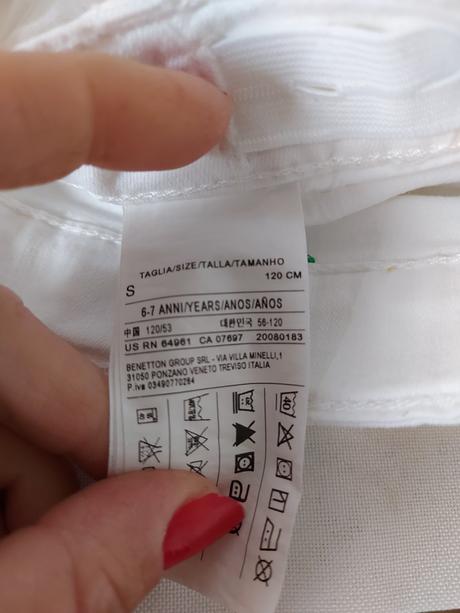 TAGLIA/SIZE/TALLA/TAMANHO
S 120 CM
6-7 ANNI/YEARS/ANOS/AÑOS
中国 120/53 대한민국 56-120
US RN 64961 CA 07697 20080183
BENETTON GROUP SRL - VIA VILLA MINELLI,1
31050 PONZANO VENETO TREVISO ITALIA
P.iva 03490770264
40